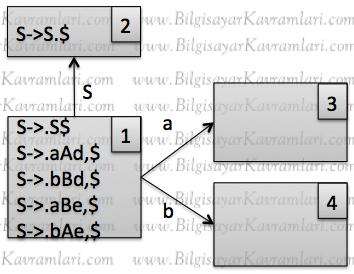 S->S.$
2
S
S->.S$
1
S->.aAd,$
S->.bBd,$
S->.aBe,$
S->.bAe,$
a
3
b
4
www.BilgisayarKavramlari.com